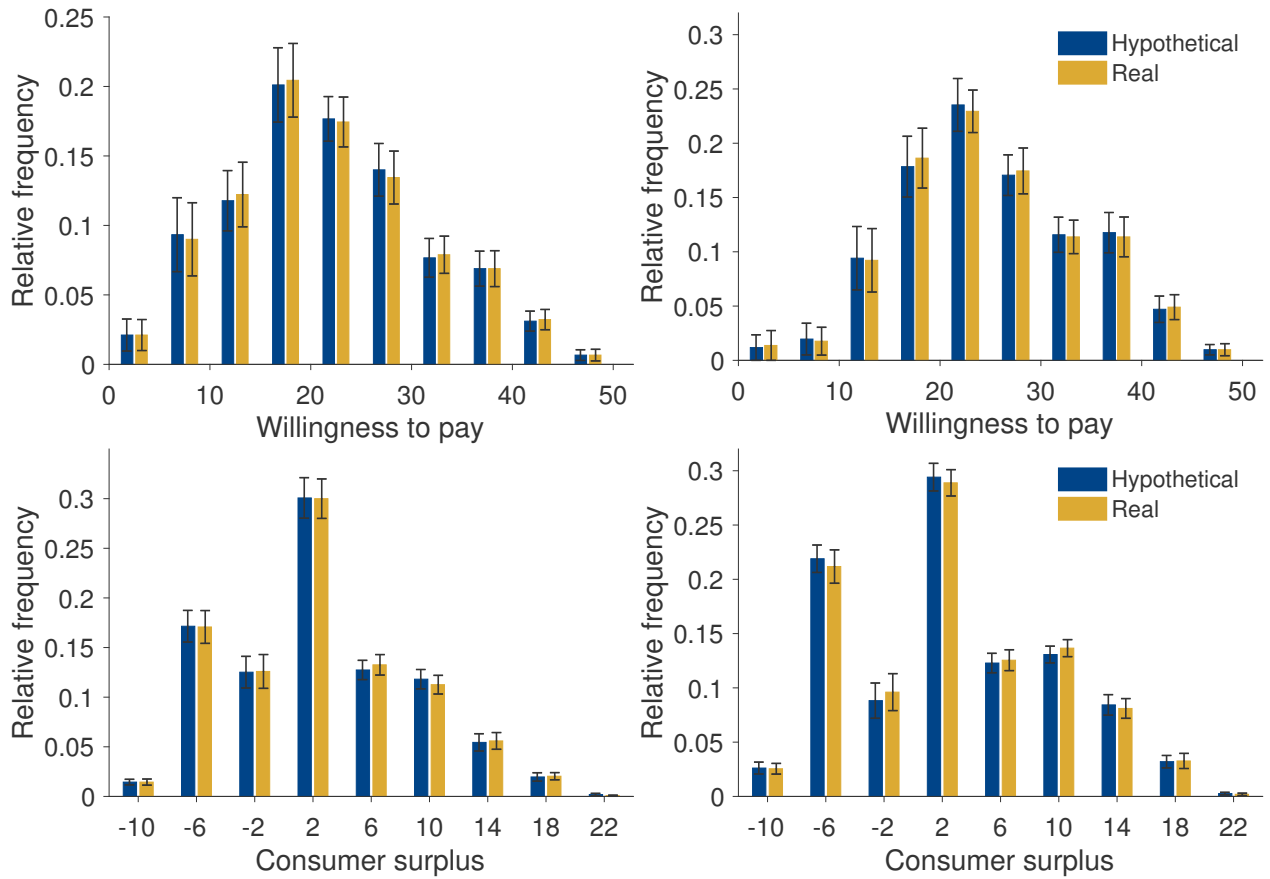 Relative frequency
0.25
0.2
0.15
0.1
0.05
0
0 10 20 30 40 50
Willingness to pay
Relative frequency
0.3
0.25
0.2
0.15
0.1
0.05
0
0 10 20 30 40 50
Willingness to pay
Hypothetical
Real
Relative frequency
0.3
0.25
0.2
0.15
0.1
0.05
0
-10 -6 -2 2 6 10 14 18 22
Consumer surplus
Relative frequency
0.3
0.25
0.2
0.15
0.1
0.05
0
-10 -6 -2 2 6 10 14 18 22
Consumer surplus
Hypothetical
Real